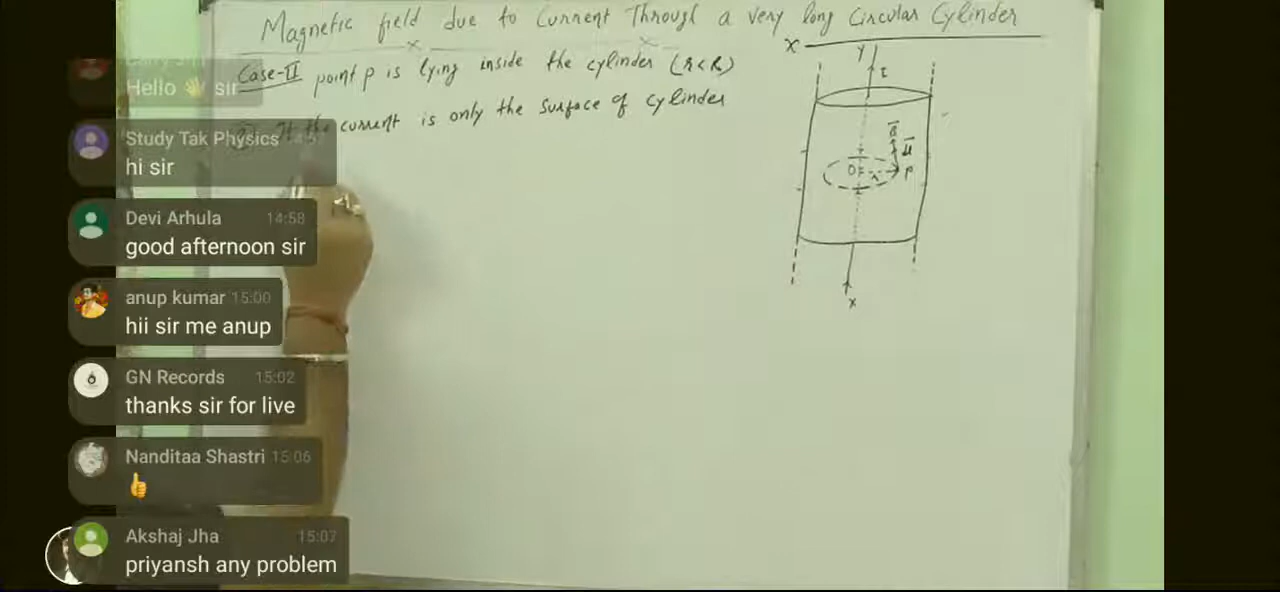 Magnetic field due to Current Through a Very long Circular Cylinder
Case-II point p is lying inside the cylinder (r<R)
the current is only the surface of cylinder
Y
O
r
P
X
Hello 👋 sir
Study Tak Physics
hi sir
Devi Arhula 14:58
good afternoon sir
anup kumar 15:00
hii sir me anup
GN Records 15:02
thanks sir for live
Nanditaa Shastri 15:06
👍
Akshaj Jha 15:07
priyansh any problem